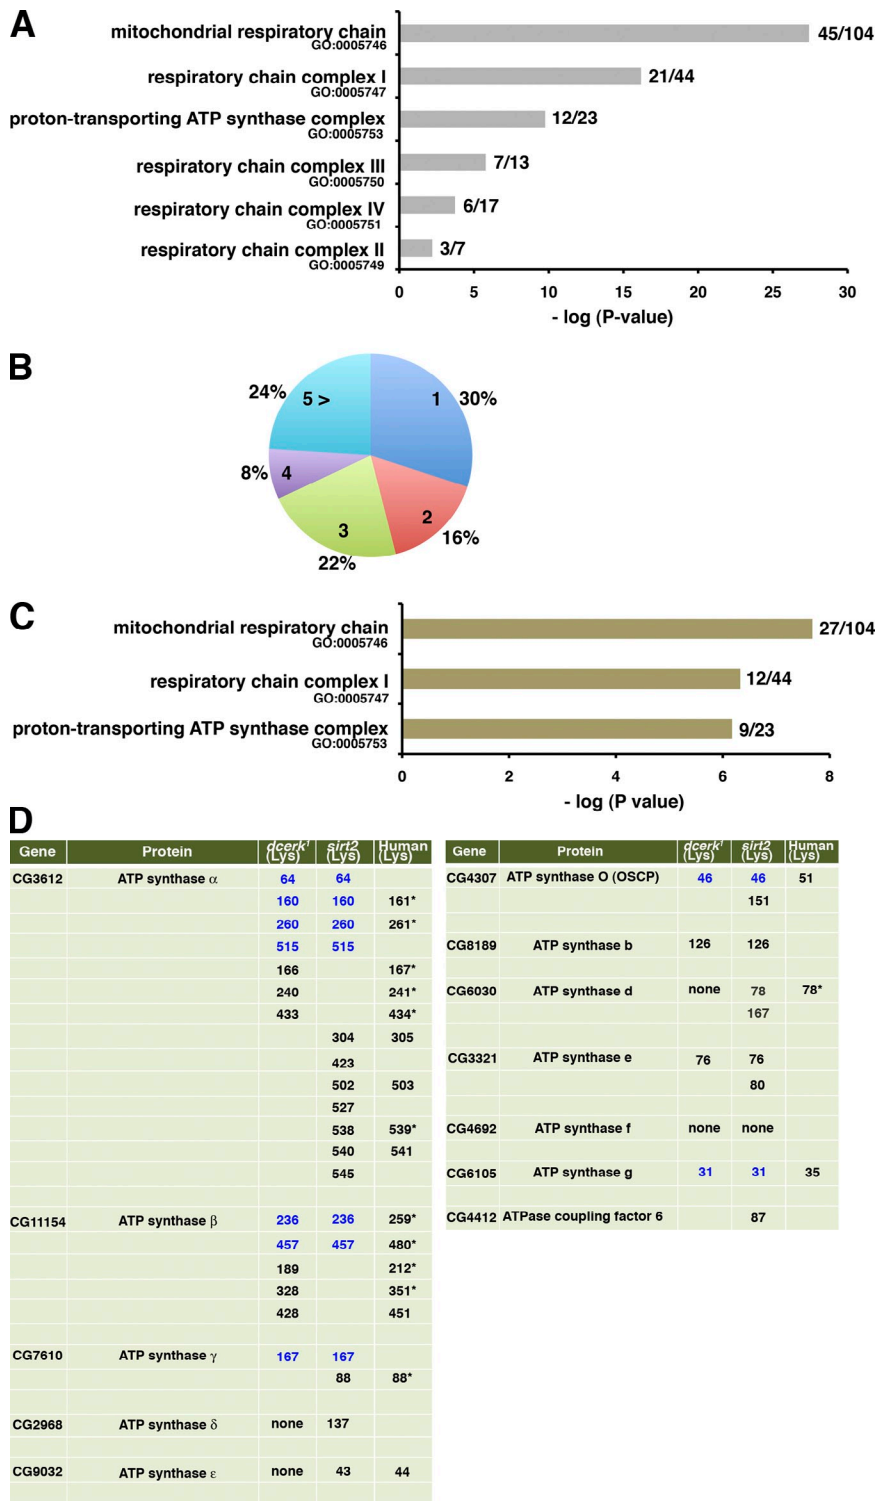 A
mitochondrial respiratory chain
GO:0005746
45/104
respiratory chain complex I
GO:0005747
21/44
proton-transporting ATP synthase complex
GO:0005753
12/23
respiratory chain complex III
GO:0005750
7/13
respiratory chain complex IV
GO:0005751
6/17
respiratory chain complex II
GO:0005749
3/7
0 5 10 15 20 25 30
- log (P-value)
B
24% 5 > 1 30%
8% 4
2 16%
3
22%
C
mitochondrial respiratory chain
GO:0005746
27/104
respiratory chain complex I
GO:0005747
12/44
proton-transporting ATP synthase complex
GO:0005753
9/23
0 2 4 6 8
- log (P value)
D
Gene Protein dcerk1 (Lys) sirt2 (Lys) Human (Lys)
CG3612 ATP synthase α 64 64
160 160 161*
260 260 261*
515 515
166 167*
240 241*
433 434*
304 305
423
502 503
527
538 539*
540 541
545
CG11154 ATP synthase β 236 236 259*
457 457 480*
189 212*
328 351*
428 451
CG7610 ATP synthase γ 167 167
88 88*
CG2968 ATP synthase δ none 137
CG9032 ATP synthase ε none 43 44
Gene Protein dcerk1 (Lys) sirt2 (Lys) Human (Lys)
CG4307 ATP synthase O (OSCP) 46 46 51
151
CG8189 ATP synthase b 126 126
CG6030 ATP synthase d none 78 78*
167
CG3321 ATP synthase e 76 76
80
CG4692 ATP synthase f none none
CG6105 ATP synthase g 31 31 35
CG4412 ATPase coupling factor 6 87